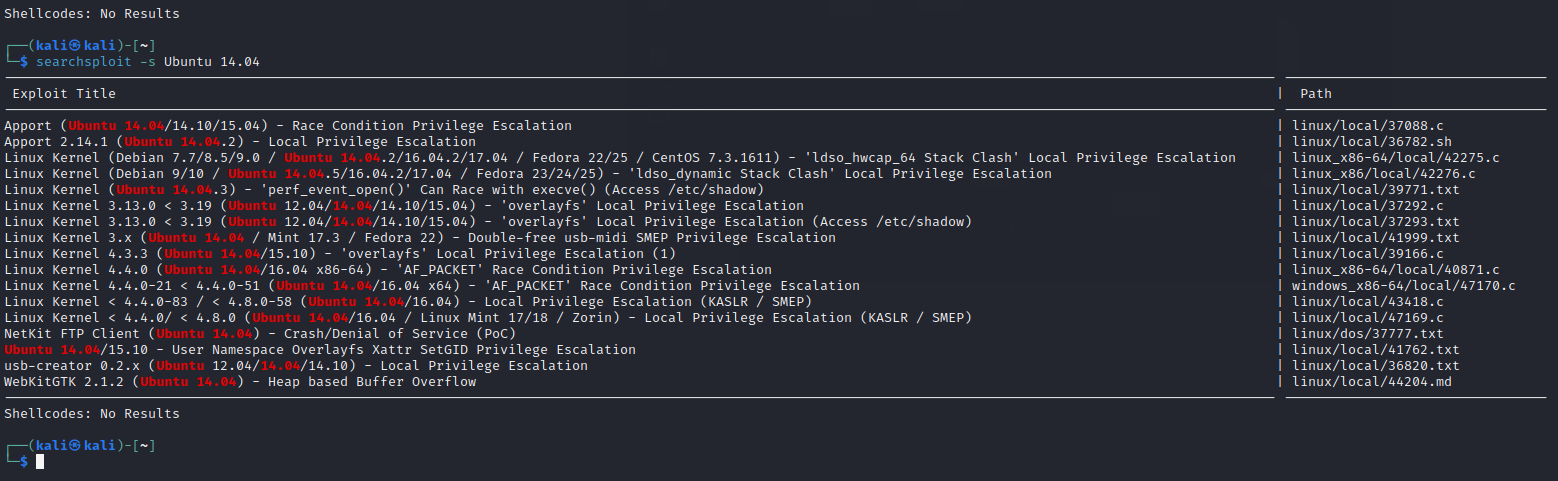 Shellcodes: No Results
┌──(kali㉿kali)-[~]
└─$ searchsploit -s Ubuntu 14.04
Exploit Title | Path
Apport (Ubuntu 14.04/14.10/15.04) - Race Condition Privilege Escalation | linux/local/37088.c
Apport 2.14.1 (Ubuntu 14.04.2) - Local Privilege Escalation | linux/local/36782.sh
Linux Kernel (Debian 7.7/8.5/9.0 / Ubuntu 14.04.2/16.04.2/17.04 / Fedora 22/25 / CentOS 7.3.1611) - 'ldso_hwcap_64 Stack Clash' Local Privilege Escalation | linux_x86-64/local/42275.c
Linux Kernel (Debian 9/10 / Ubuntu 14.04.5/16.04.2/17.04 / Fedora 23/24/25) - 'ldso_dynamic Stack Clash' Local Privilege Escalation | linux_x86/local/42276.c
Linux Kernel (Ubuntu 14.04.3) - 'perf_event_open()' Can Race with execve() (Access /etc/shadow) | linux/local/39771.txt
Linux Kernel 3.13.0 < 3.19 (Ubuntu 12.04/14.04/14.10/15.04) - 'overlayfs' Local Privilege Escalation | linux/local/37292.c
Linux Kernel 3.13.0 < 3.19 (Ubuntu 12.04/14.04/14.10/15.04) - 'overlayfs' Local Privilege Escalation (Access /etc/shadow) | linux/local/37293.txt
Linux Kernel 3.x (Ubuntu 14.04 / Mint 17.3 / Fedora 22) - Double-free usb-midi SMEP Privilege Escalation | linux/local/41999.txt
Linux Kernel 4.3.3 (Ubuntu 14.04/15.10) - 'overlayfs' Local Privilege Escalation (1) | linux/local/39166.c
Linux Kernel 4.4.0 (Ubuntu 14.04/16.04 x86-64) - 'AF_PACKET' Race Condition Privilege Escalation | linux_x86-64/local/40871.c
Linux Kernel 4.4.0-21 < 4.4.0-51 (Ubuntu 14.04/16.04 x64) - 'AF_PACKET' Race Condition Privilege Escalation | windows_x86-64/local/47170.c
Linux Kernel < 4.4.0-83 / < 4.8.0-58 (Ubuntu 14.04/16.04) - Local Privilege Escalation (KASLR / SMEP) | linux/local/43418.c
Linux Kernel < 4.4.0/ < 4.8.0 (Ubuntu 14.04/16.04 / Linux Mint 17/18 / Zorin) - Local Privilege Escalation (KASLR / SMEP) | linux/local/47169.c
NetKit FTP Client (Ubuntu 14.04) - Crash/Denial of Service (PoC) | linux/dos/37777.txt
Ubuntu 14.04/15.10 - User Namespace Overlayfs Xattr SetGID Privilege Escalation | linux/local/41762.txt
usb-creator 0.2.x (Ubuntu 12.04/14.04/14.10) - Local Privilege Escalation | linux/local/36820.txt
WebKitGTK 2.1.2 (Ubuntu 14.04) - Heap based Buffer Overflow | linux/local/44204.md
Shellcodes: No Results
┌──(kali㉿kali)-[~]
└─$